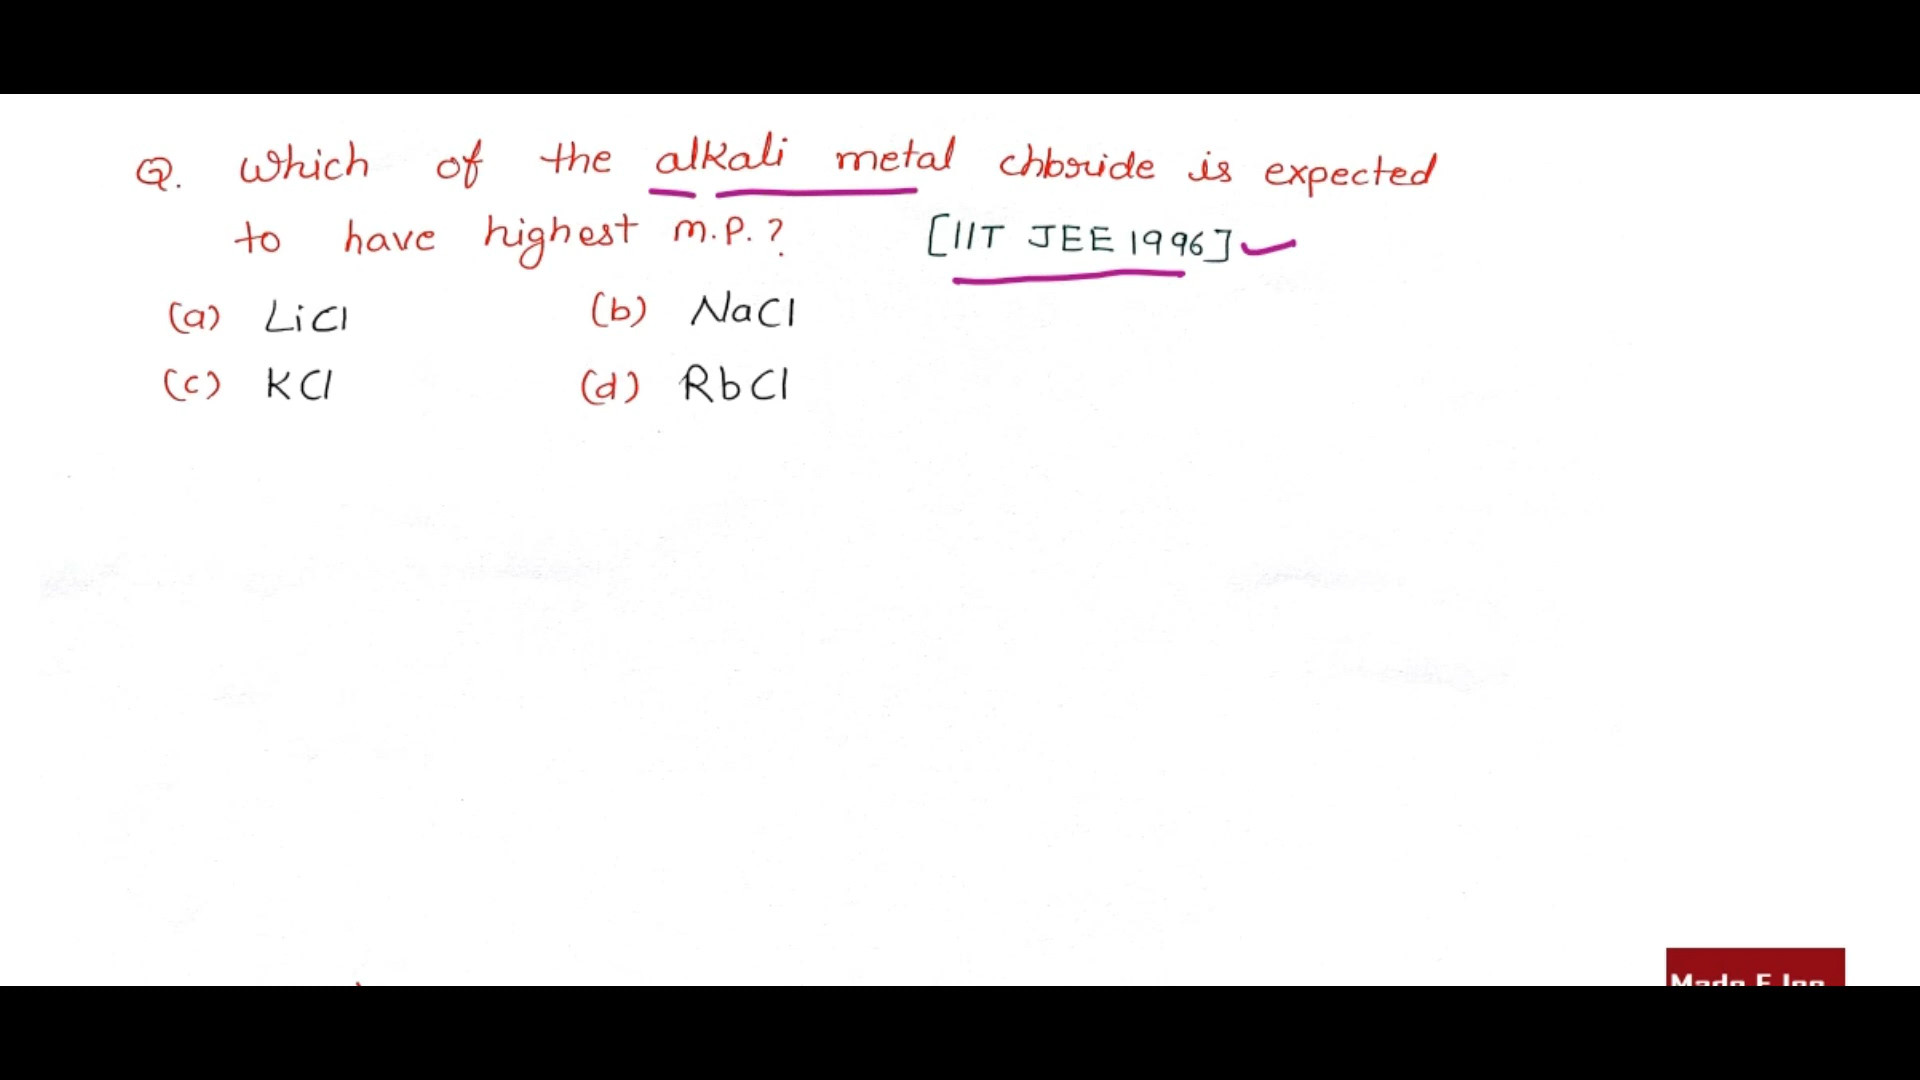 Q. Which of the alkali metal chloride is expected
to have highest m.p.? [IIT JEE 1996]
(a) LiCl (b) NaCl
(c) KCl (d) RbCl